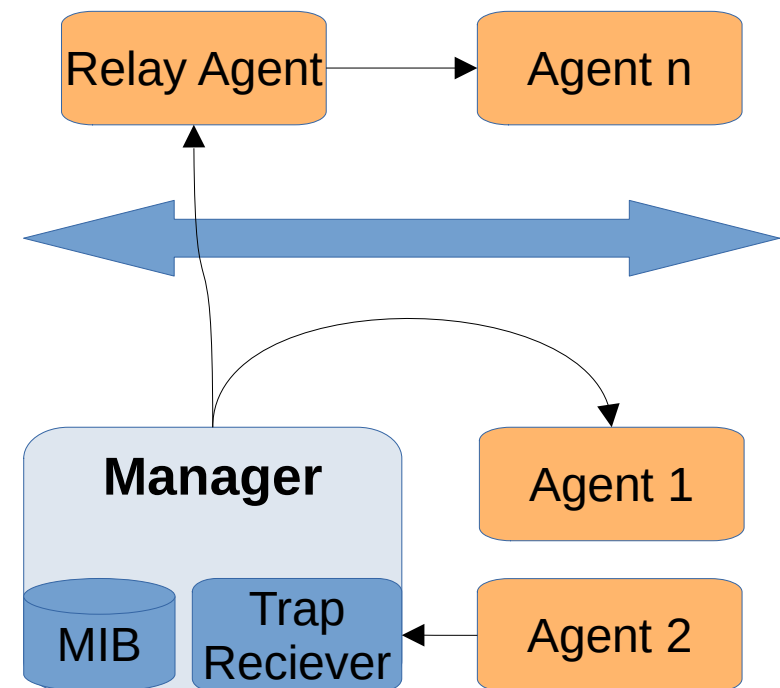 Relay Agent
Agent n
Manager
Agent 1
MIB
Trap
Reciever
Agent 2